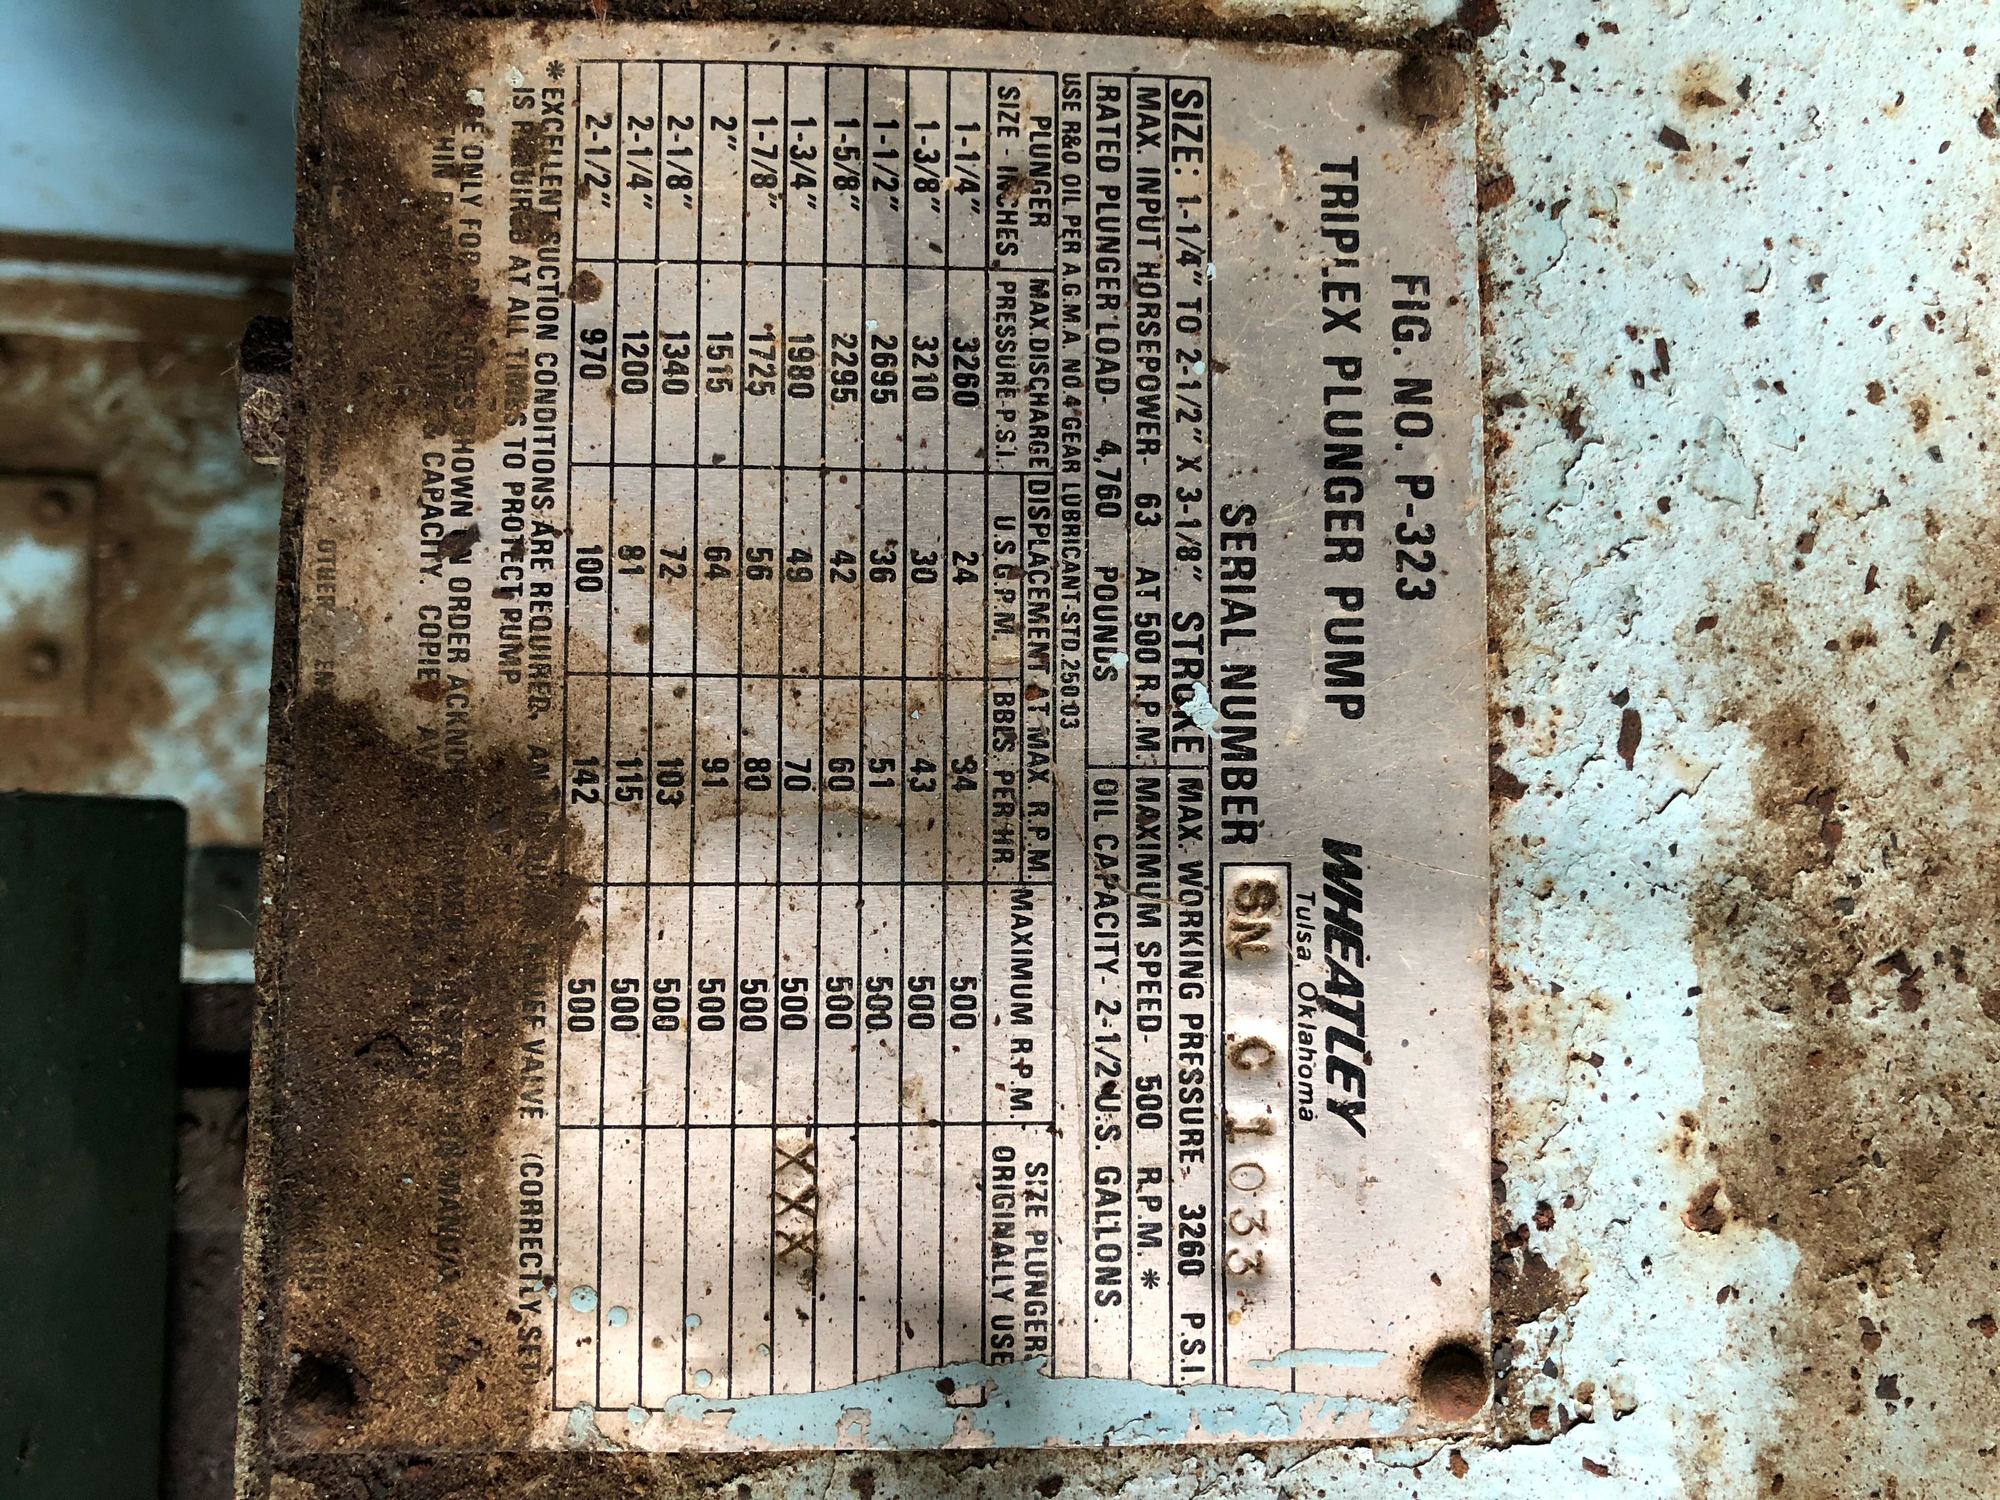 FIG. NO. P-323
TRIPLEX PLUNGER PUMP WHEATLEY
Tulsa, Oklahoma
SERIAL NUMBER SN C 1033
SIZE: 1-1/4" TO 2-1/2" X 3-1/8" STROKE MAX. WORKING PRESSURE- 3260 P.S.I.
MAX. INPUT HORSEPOWER- 63 AT 500 R.P.M. MAXIMUM SPEED- 500 R.P.M. *
RATED PLUNGER LOAD- 4,760 POUNDS OIL CAPACITY- 2-1/2 U.S. GALLONS
USE R&O OIL PER A.G.M.A. NO.4 GEAR LUBRICANT-STD.250·03
PLUNGER SIZE - INCHES MAX.DISCHARGE PRESSURE-P.S.I. DISPLACEMENT AT MAX. R.P.M. U.S.G.P.M. BBLS. PER HR. MAXIMUM R.P.M. SIZE PLUNGER ORIGINALLY USE
1-1/4" 3260 24 34 500
1-3/8" 3210 30 43 500
1-1/2" 2695 36 51 500
1-5/8" 2295 42 60 500
1-3/4" 1980 49 70 500 XXX
1-7/8" 1725 56 80 500
2" 1515 64 91 500
2-1/8" 1340 72 103 500
2-1/4" 1200 81 115 500
2-1/2" 970 100 142 500
*EXCELLENT SUCTION CONDITIONS ARE REQUIRED, VALVE (CORRECTLY SET)
IS REQUIRED AT ALL TIMES TO PROTECT PUMP
ONLY FOR SHOWN ON ORDER
CAPACITY.
OTHER